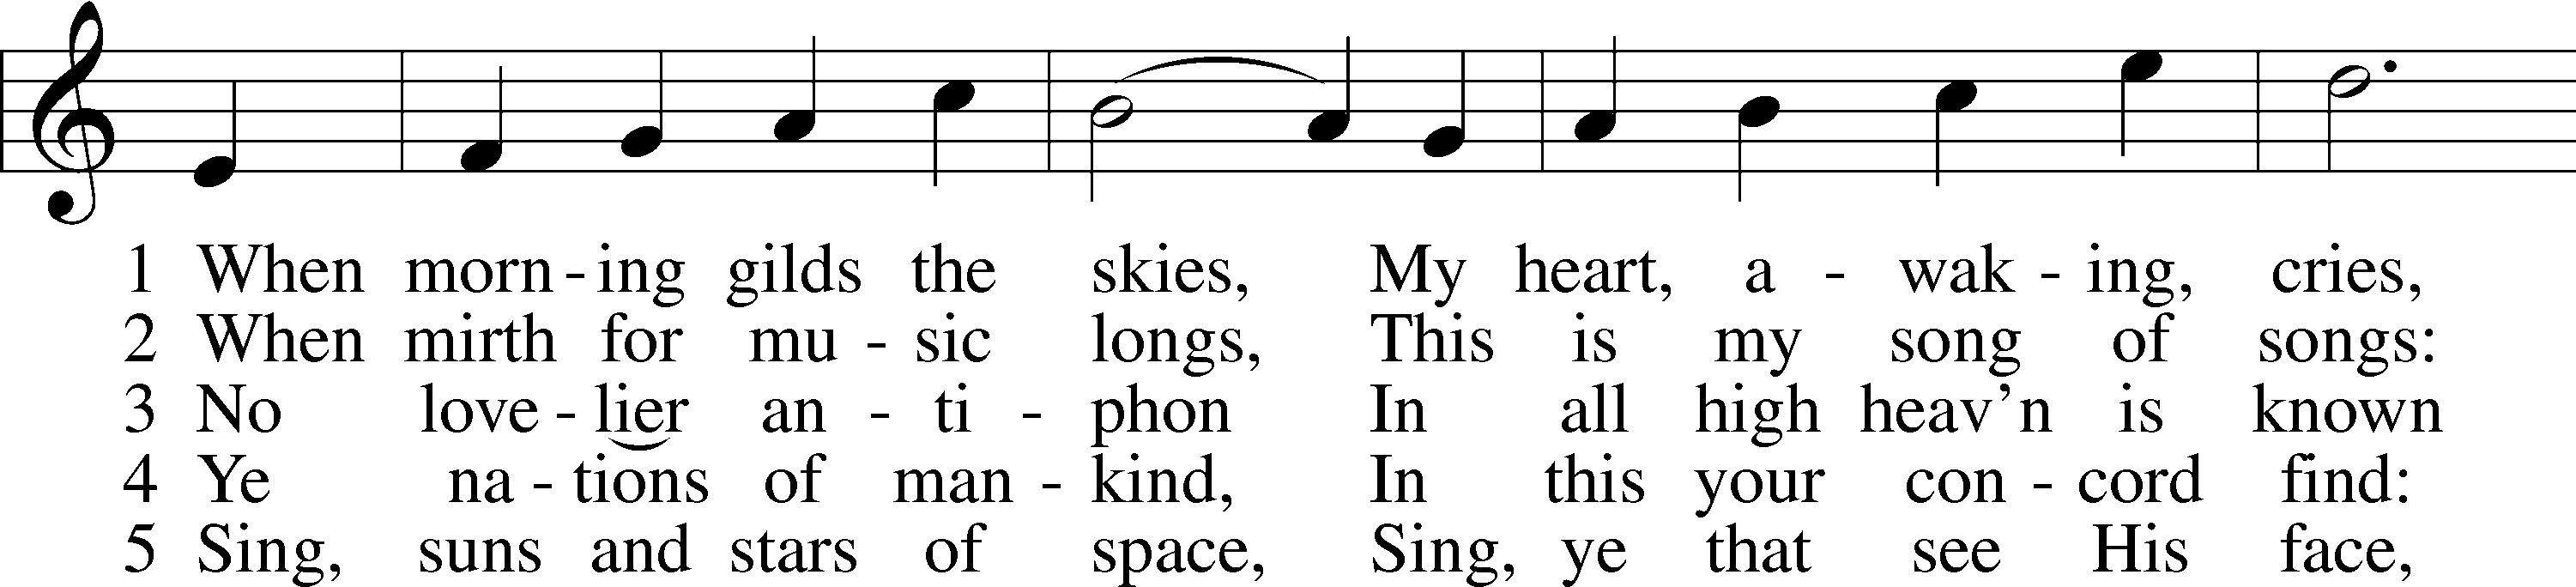 1 When morn - ing gilds the skies, My heart, a - wak - ing, cries,
2 When mirth for mu - sic longs, This is my song of songs:
3 No love - lier an - ti - phon In all high heav’n is known
4 Ye na - tions of man - kind, In this your con - cord find:
5 Sing, suns and stars of space, Sing, ye that see His face,